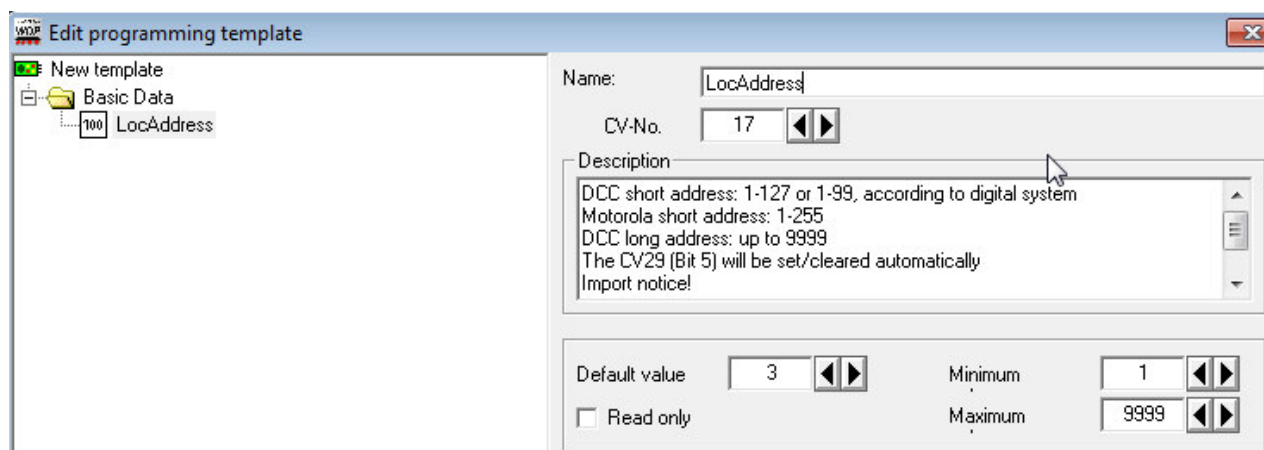 WDP Edit programming template
New template
Basic Data
100 LocAddress
Name: LocAddress
CV-No. 17
Description
DCC short address: 1-127 or 1-99, according to digital system
Motorola short address: 1-255
DCC long address: up to 9999
The CV29 (Bit 5) will be set/cleared automatically
Import notice!
Default value 3 Minimum 1
Read only Maximum 9999